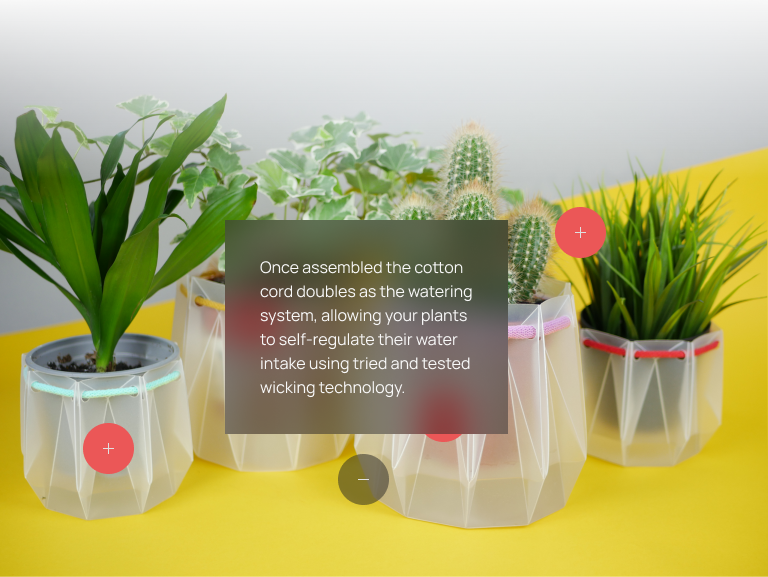 Once assembled the cotton
cord doubles as the watering
system, allowing your plants
to self-regulate their water
intake using tried and tested
wicking technology.